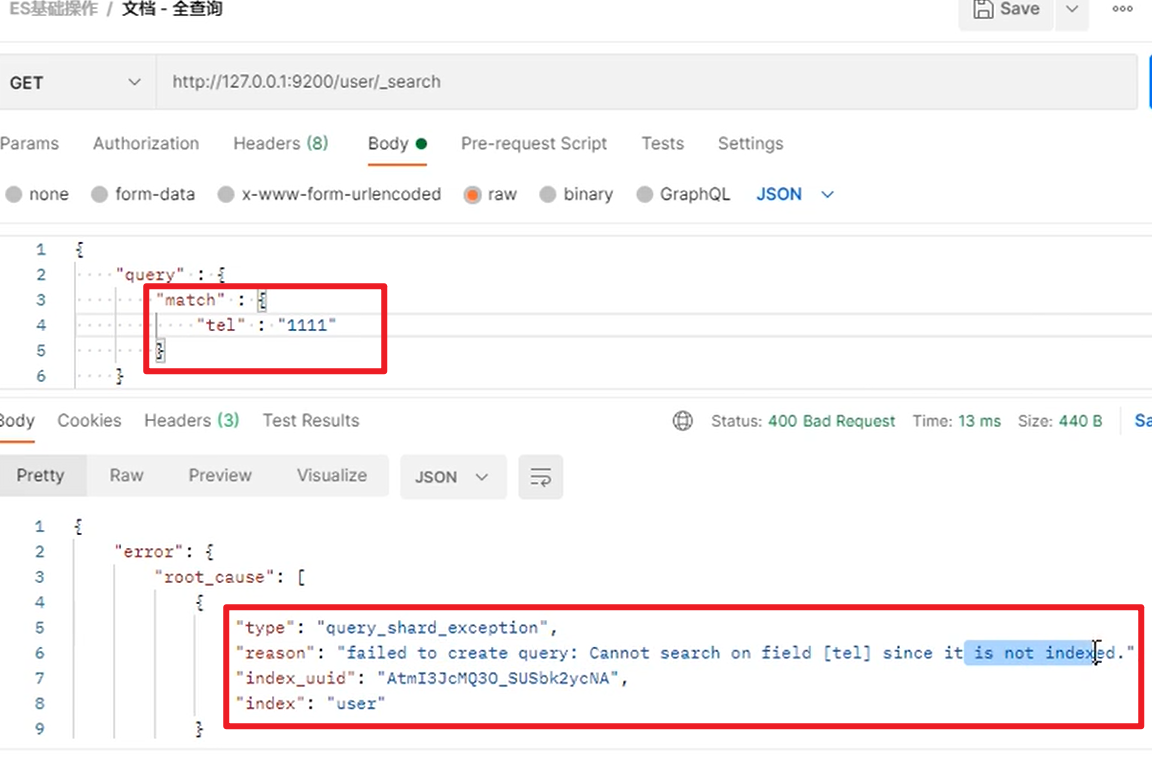 ES基础操作 / 文档 - 全查询
Save
GET http://127.0.0.1:9200/user/_search
Params Authorization Headers (8) Body Pre-request Script Tests Settings
none form-data x-www-form-urlencoded raw binary GraphQL JSON
1 {
2 "query" : {
3 "match" : {
4 "tel" : "1111"
5 }
6 }
Body Cookies Headers (3) Test Results Status: 400 Bad Request Time: 13 ms Size: 440 B Sa
Pretty Raw Preview Visualize JSON
1 {
2 "error": {
3 "root_cause": [
4 {
5 "type": "query_shard_exception",
6 "reason": "failed to create query: Cannot search on field [tel] since it is not indexed."
7 "index_uuid": "AtmI3JcMQ3O_SUSbk2ycNA",
8 "index": "user"
9 }